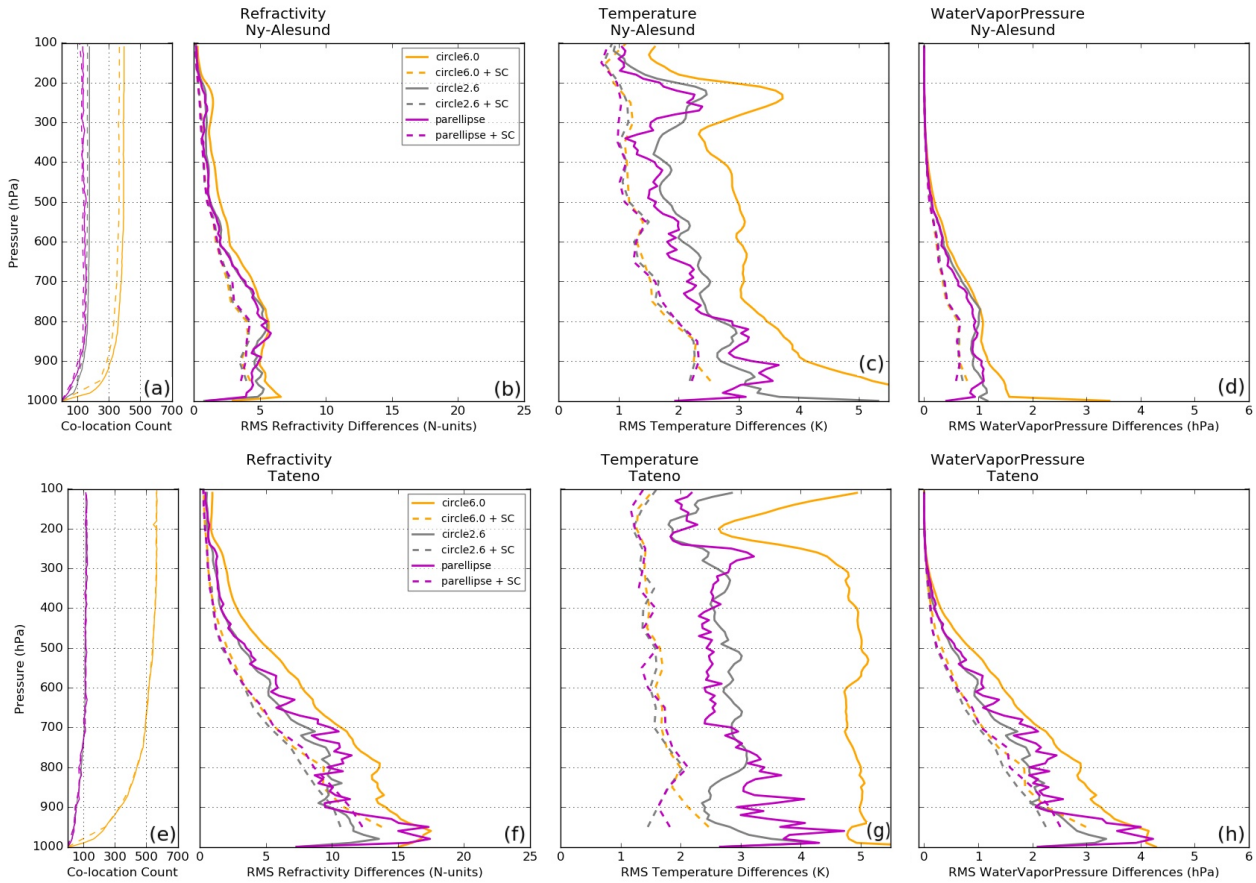 Refractivity
Ny-Alesund
Temperature
Ny-Alesund
WaterVaporPressure
Ny-Alesund
Pressure (hPa)
100
200
300
400
500
600
700
800
900
1000
100 300 500 700
Co-location Count
(a)
circle6.0
circle6.0 + SC
circle2.6
circle2.6 + SC
parellipse
parellipse + SC
(b)
0 5 10 15 20 25
RMS Refractivity Differences (N-units)
(c)
0 1 2 3 4 5
RMS Temperature Differences (K)
(d)
0 1 2 3 4 5 6
RMS WaterVaporPressure Differences (hPa)
Refractivity
Tateno
Temperature
Tateno
WaterVaporPressure
Tateno
Pressure (hPa)
100
200
300
400
500
600
700
800
900
1000
100 300 500 700
Co-location Count
(e)
circle6.0
circle6.0 + SC
circle2.6
circle2.6 + SC
parellipse
parellipse + SC
(f)
0 5 10 15 20 25
RMS Refractivity Differences (N-units)
(g)
0 1 2 3 4 5
RMS Temperature Differences (K)
(h)
0 1 2 3 4 5 6
RMS WaterVaporPressure Differences (hPa)